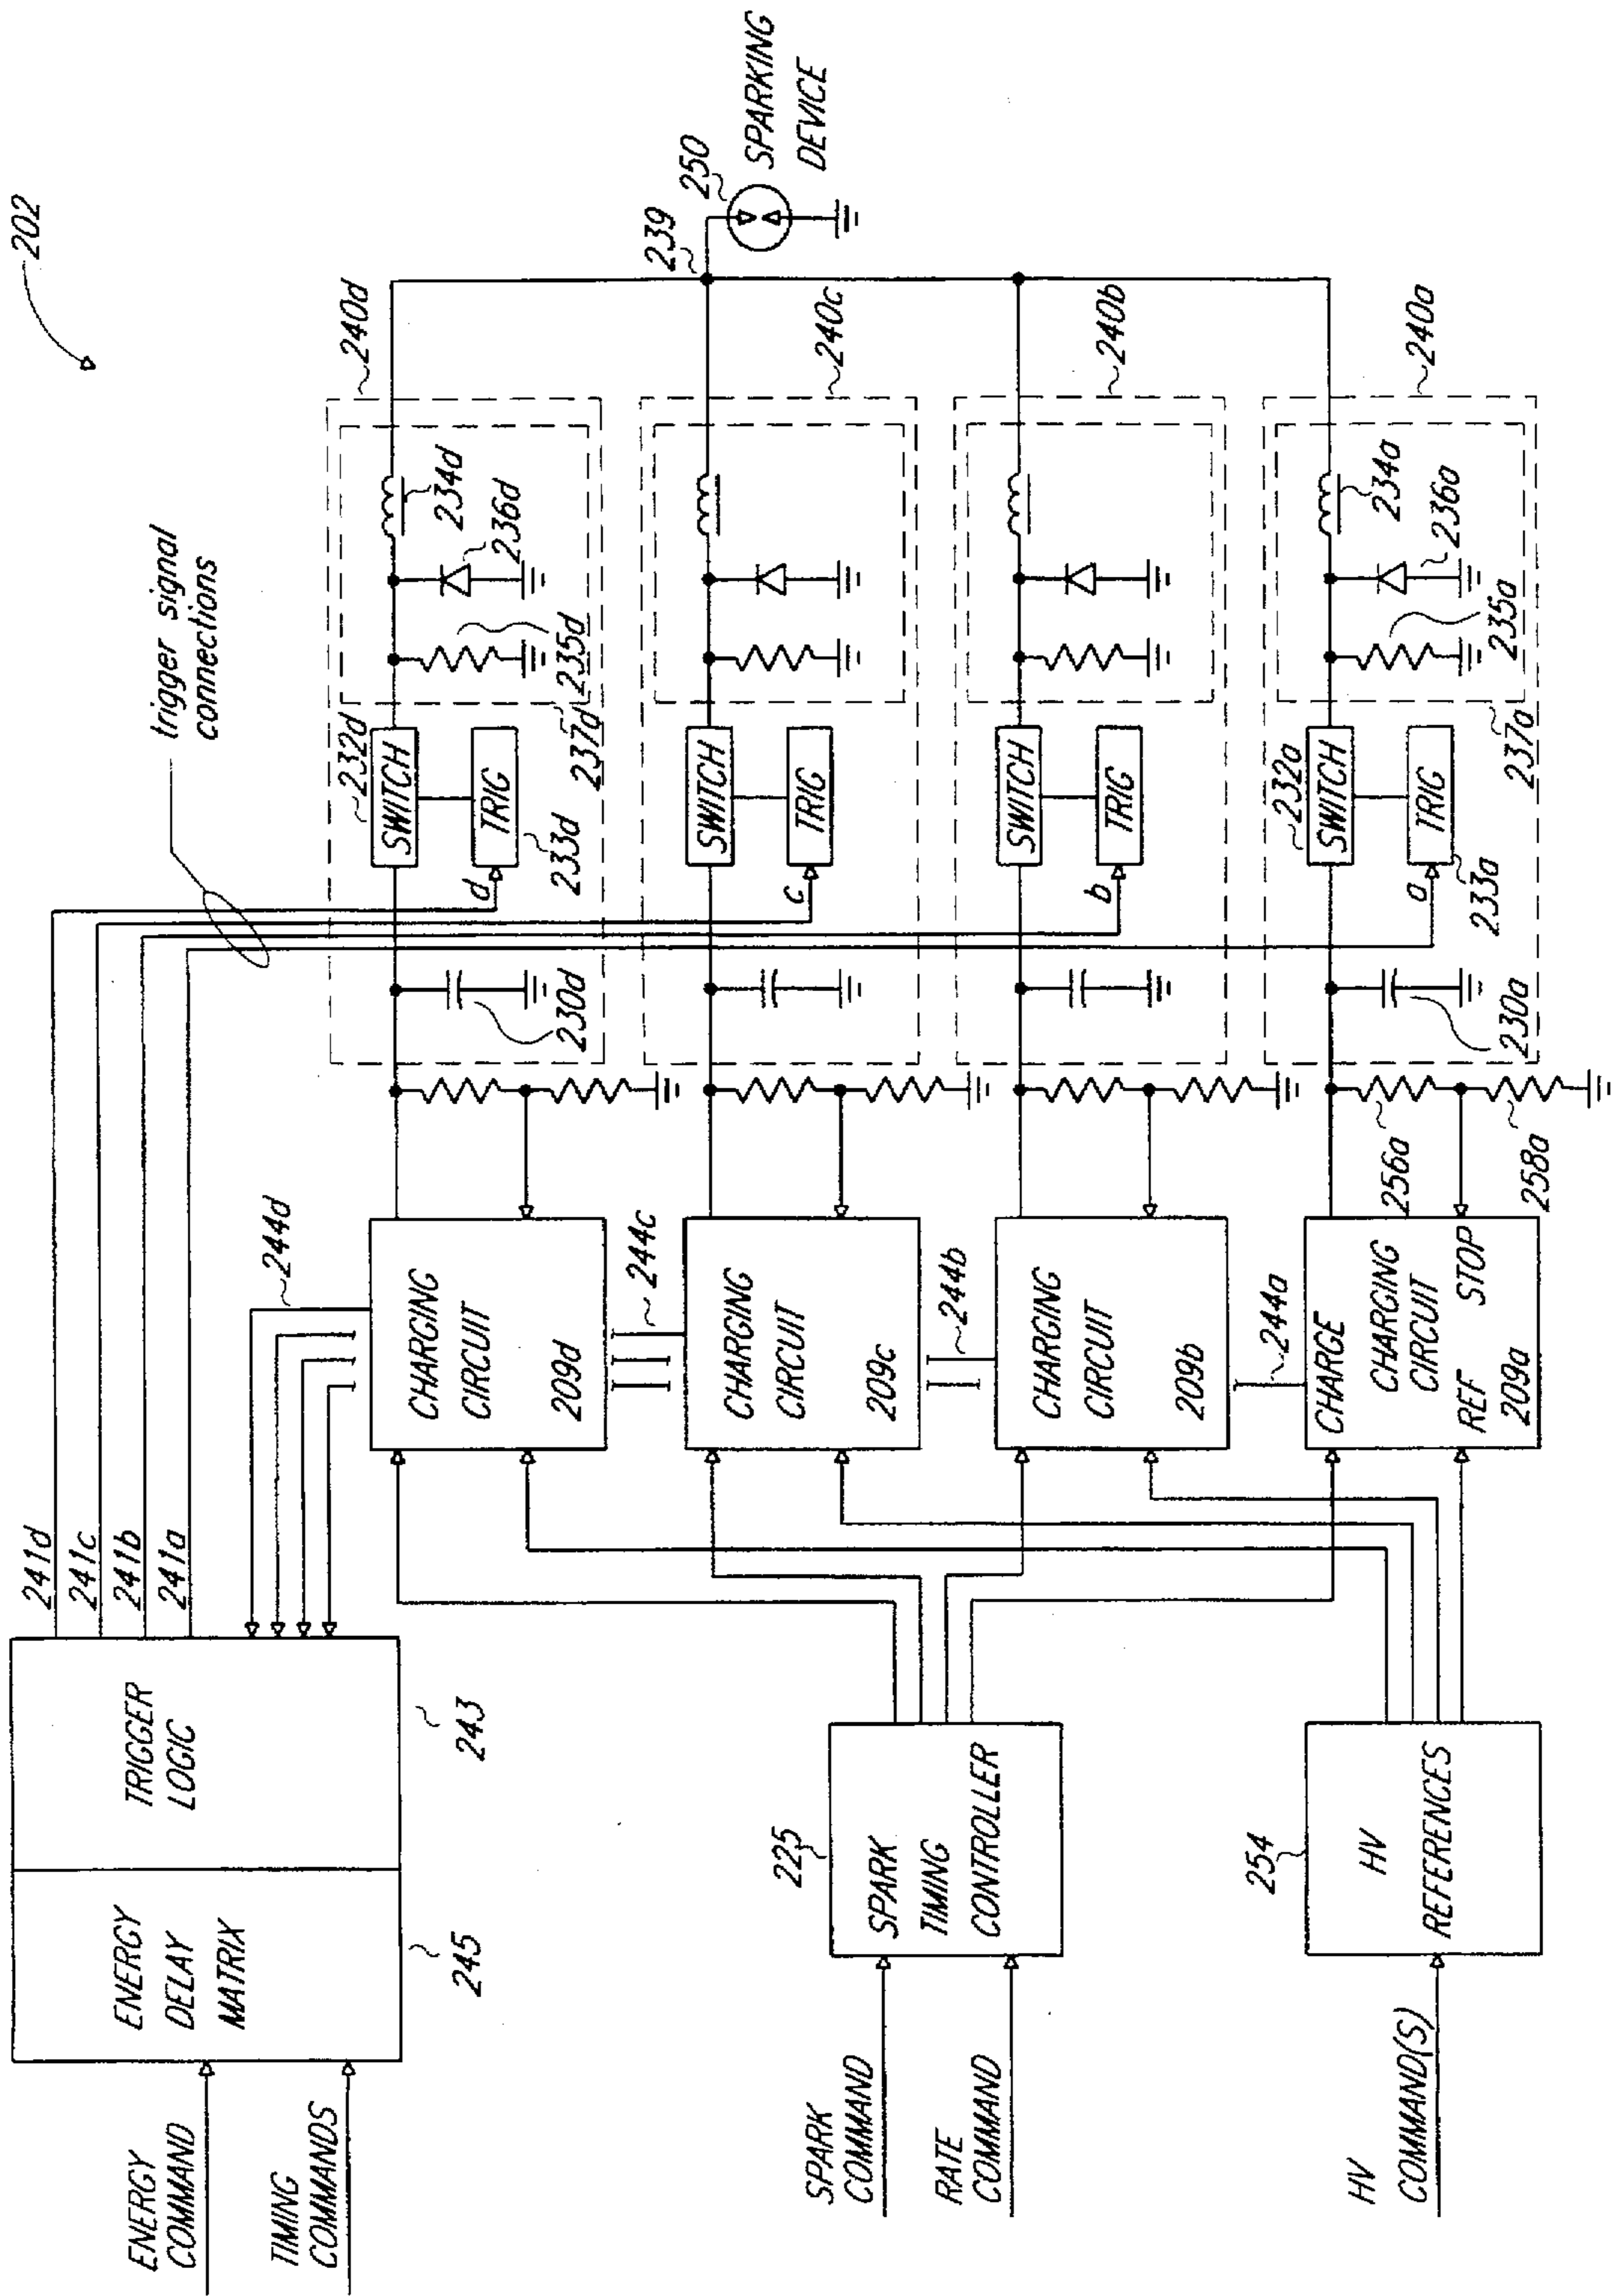 202
trigger signal
connections
241d
241c
241b
241a
ENERGY
COMMAND
TIMING
COMMANDS
ENERGY
DELAY
MATRIX
245
TRIGGER
LOGIC
243
244d
CHARGING
CIRCUIT
209d
230d
232d
SWITCH
TRIG
d
233d
237d
235d
236d
234d
240d
244c
CHARGING
CIRCUIT
209c
SWITCH
TRIG
c
240c
239
250
SPARKING
DEVICE
SPARK
COMMAND
RATE
COMMAND
225
SPARK
TIMING
CONTROLLER
244b
CHARGING
CIRCUIT
209b
SWITCH
TRIG
b
240b
HV
COMMAND(S)
254
HV
REFERENCES
244a
CHARGE
CHARGING
CIRCUIT
REF STOP
209a
256a
258a
230a
232a
SWITCH
TRIG
a
233a
237a
235a
236a
234a
240a